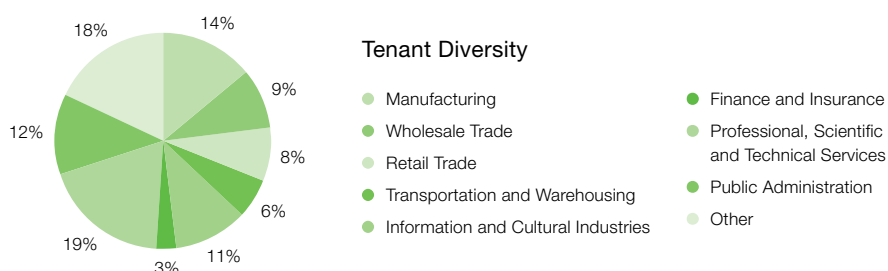 18%
14%
9%
12%
8%
6%
19%
11%
3%
Tenant Diversity
Manufacturing
Wholesale Trade
Retail Trade
Transportation and Warehousing
Information and Cultural Industries
Finance and Insurance
Professional, Scientific
and Technical Services
Public Administration
Other